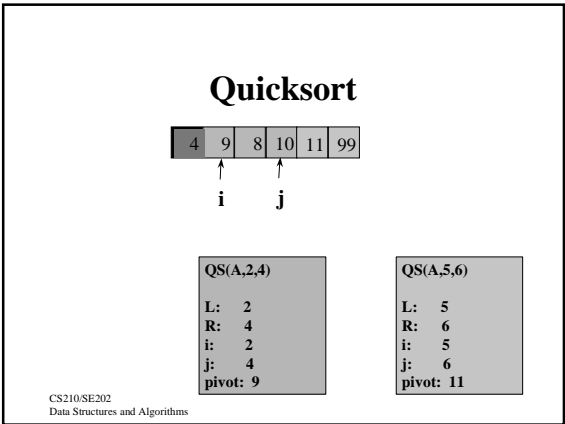 Quicksort
4 9 8 10 11 99
i j
QS(A,2,4)
L: 2
R: 4
i: 2
j: 4
pivot: 9
QS(A,5,6)
L: 5
R: 6
i: 5
j: 6
pivot: 11
CS210/SE202
Data Structures and Algorithms